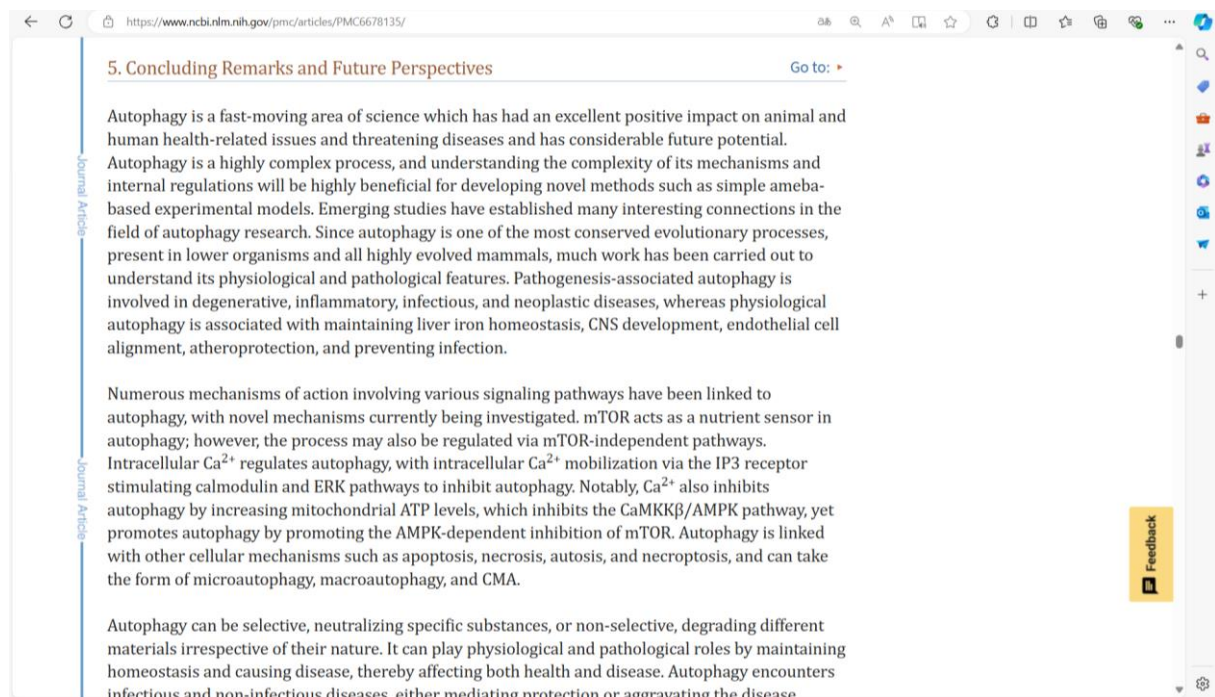 https://www.ncbi.nlm.nih.gov/pmc/articles/PMC6678135/
5. Concluding Remarks and Future Perspectives
Go to:
Autophagy is a fast-moving area of science which has had an excellent positive impact on animal and
human health-related issues and threatening diseases and has considerable future potential.
Autophagy is a highly complex process, and understanding the complexity of its mechanisms and
internal regulations will be highly beneficial for developing novel methods such as simple ameba-
based experimental models. Emerging studies have established many interesting connections in the
field of autophagy research. Since autophagy is one of the most conserved evolutionary processes,
present in lower organisms and all highly evolved mammals, much work has been carried out to
understand its physiological and pathological features. Pathogenesis-associated autophagy is
involved in degenerative, inflammatory, infectious, and neoplastic diseases, whereas physiological
autophagy is associated with maintaining liver iron homeostasis, CNS development, endothelial cell
alignment, atheroprotection, and preventing infection.
Numerous mechanisms of action involving various signaling pathways have been linked to
autophagy, with novel mechanisms currently being investigated. mTOR acts as a nutrient sensor in
autophagy; however, the process may also be regulated via mTOR-independent pathways.
Intracellular Ca²⁺ regulates autophagy, with intracellular Ca²⁺ mobilization via the IP3 receptor
stimulating calmodulin and ERK pathways to inhibit autophagy. Notably, Ca²⁺ also inhibits
autophagy by increasing mitochondrial ATP levels, which inhibits the CaMKKβ/AMPK pathway, yet
promotes autophagy by promoting the AMPK-dependent inhibition of mTOR. Autophagy is linked
with other cellular mechanisms such as apoptosis, necrosis, autosis, and necroptosis, and can take
the form of microautophagy, macroautophagy, and CMA.
Autophagy can be selective, neutralizing specific substances, or non-selective, degrading different
materials irrespective of their nature. It can play physiological and pathological roles by maintaining
homeostasis and causing disease, thereby affecting both health and disease. Autophagy encounters
infectious and non-infectious diseases, either mediating protection or aggravating the disease
Journal Article
Journal Article
Feedback